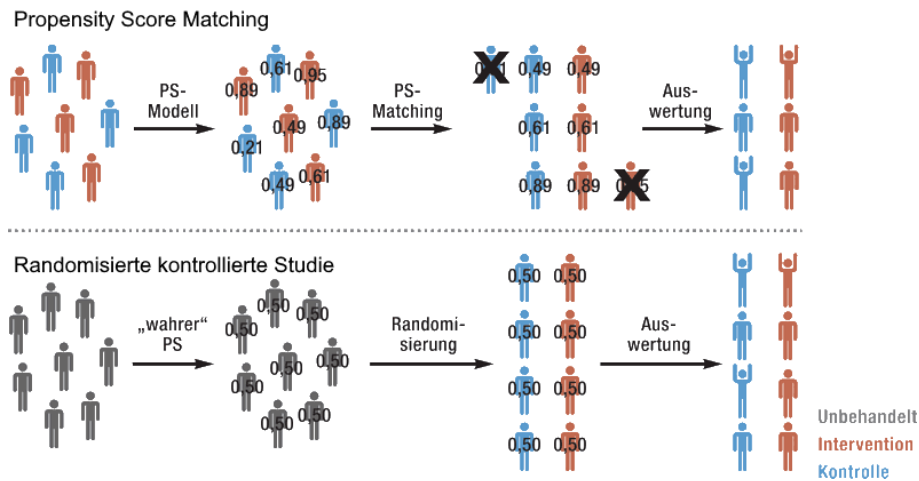 Propensity Score Matching
PS-
Modell
0,61
0,95
0,89
0,49
0,89
0,21
0,49
0,61
PS-
Matching
0,49
0,49
0,61
0,61
0,89
0,89
Aus-
wertung
Randomisierte kontrollierte Studie
„wahrer“
PS
0,50
0,50
0,50
0,50
0,50
0,50
0,50
0,50
Randomi-
sierung
0,50
0,50
0,50
0,50
0,50
0,50
0,50
0,50
Aus-
wertung
Unbehandelt
Intervention
Kontrolle